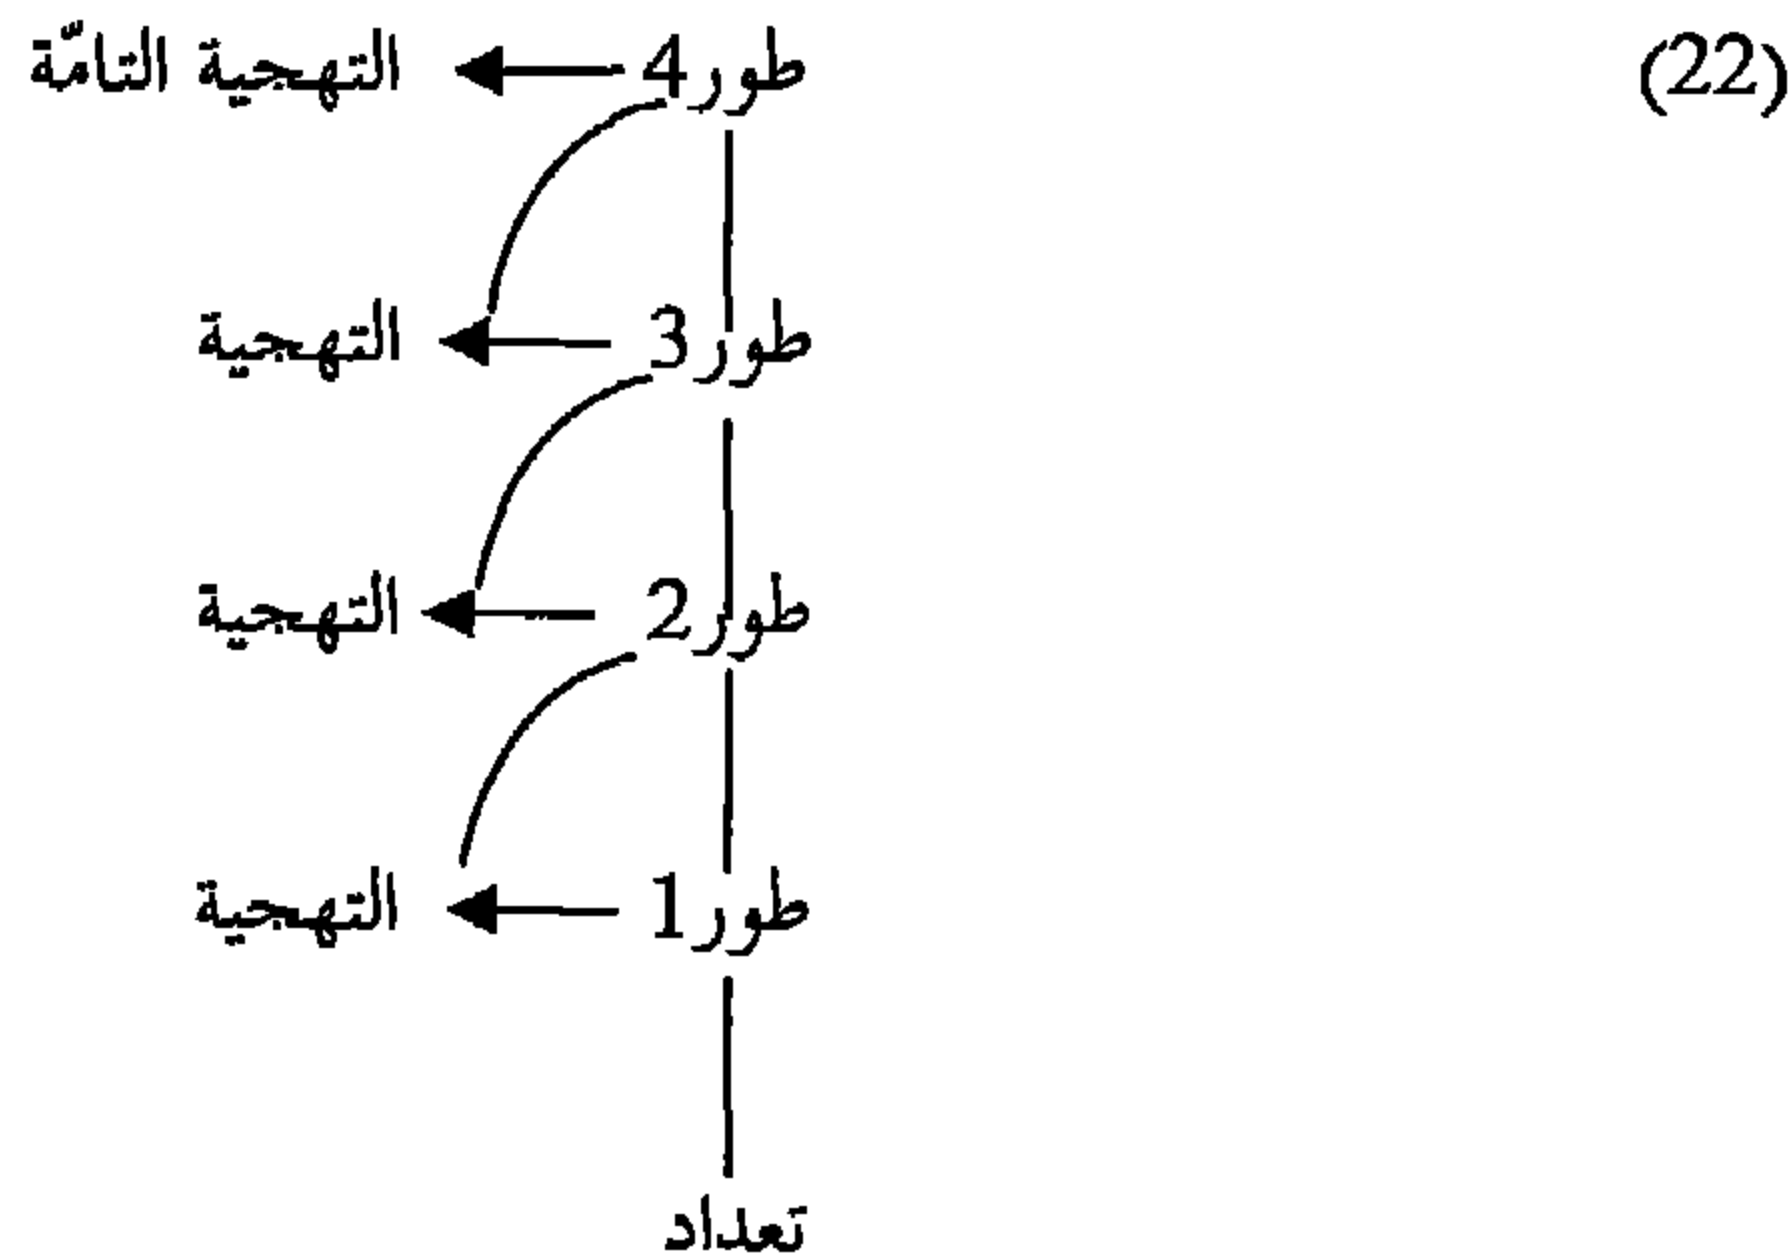 (22) طور4 التهجية التامّة
طور3 التهجية
طور2 التهجية
طور1 التهجية
تعداد